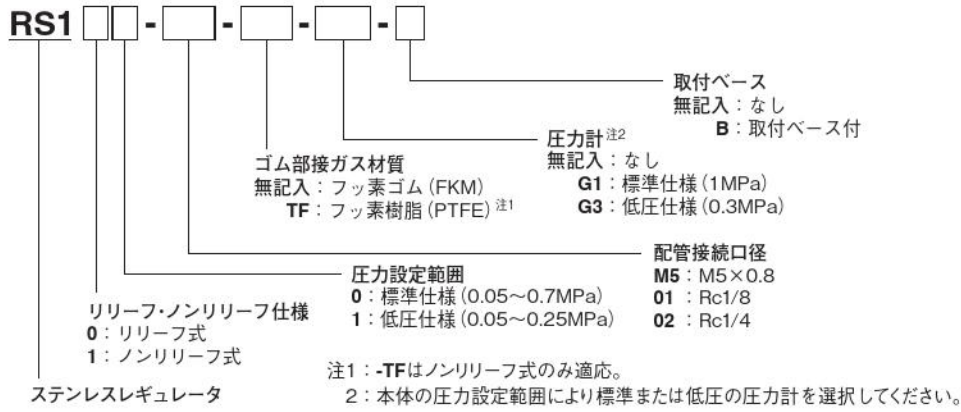 RS1 - - - -
取付ベース
無記入：なし
B：取付ベース付
圧力計 注2
無記入：なし
G1：標準仕様（1MPa）
G3：低圧仕様（0.3MPa）
ゴム部接ガス材質
無記入：フッ素ゴム（FKM）
TF：フッ素樹脂（PTFE）注1
配管接続口径
M5：M5×0.8
01：Rc1/8
02：Rc1/4
圧力設定範囲
0：標準仕様（0.05～0.7MPa）
1：低圧仕様（0.05～0.25MPa）
リリーフ・ノンリリーフ仕様
0：リリーフ式
1：ノンリリーフ式
ステンレスレギュレータ
注1：-TFはノンリリーフ式のみ適応。
2：本体の圧力設定範囲により標準または低圧の圧力計を選択してください。